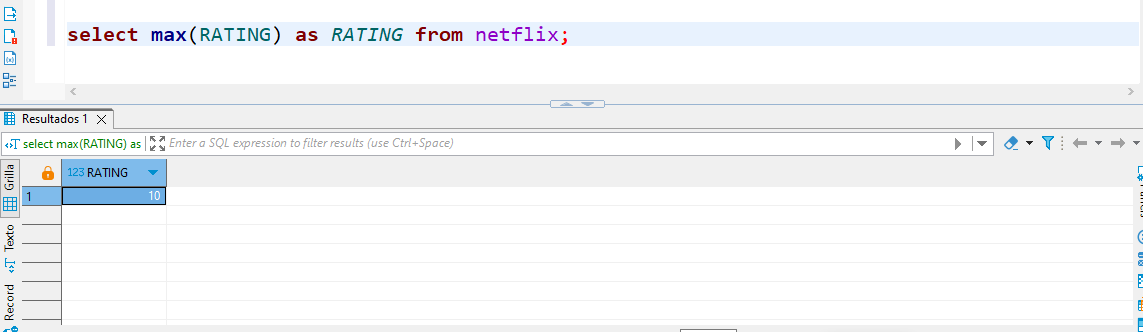 select max(RATING) as RATING from netflix;
Resultados 1
select max(RATING) as
Enter a SQL expression to filter results (use Ctrl+Space)
Grilla
123 RATING
1
10
Texto
Record